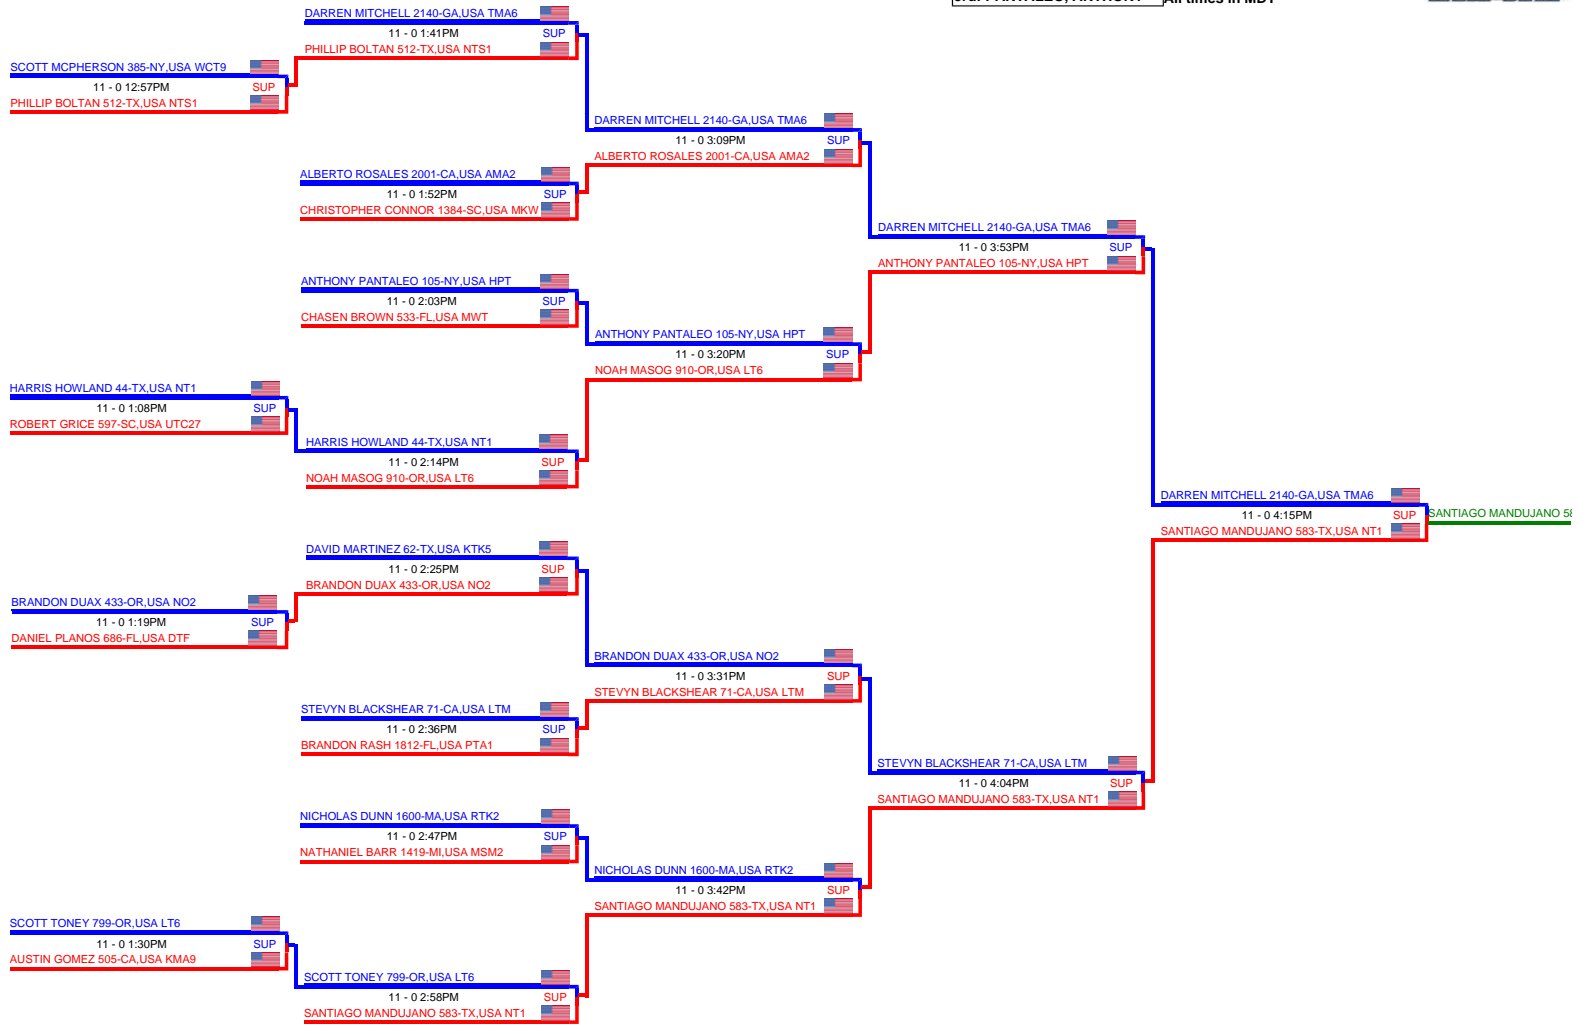 All times in MDT
DARREN MITCHELL 2140-GA,USA TMA6
11 - 0 1:41PM SUP
PHILLIP BOLTAN 512-TX,USA NTS1
SCOTT MCPHERSON 385-NY,USA WCT9
11 - 0 12:57PM SUP
PHILLIP BOLTAN 512-TX,USA NTS1
DARREN MITCHELL 2140-GA,USA TMA6
11 - 0 3:09PM SUP
ALBERTO ROSALES 2001-CA,USA AMA2
ALBERTO ROSALES 2001-CA,USA AMA2
11 - 0 1:52PM SUP
CHRISTOPHER CONNOR 1384-SC,USA MKW
DARREN MITCHELL 2140-GA,USA TMA6
11 - 0 3:53PM SUP
ANTHONY PANTALEO 105-NY,USA HPT
ANTHONY PANTALEO 105-NY,USA HPT
11 - 0 2:03PM SUP
CHASEN BROWN 533-FL,USA MWT
ANTHONY PANTALEO 105-NY,USA HPT
11 - 0 3:20PM SUP
NOAH MASOG 910-OR,USA LT6
HARRIS HOWLAND 44-TX,USA NT1
11 - 0 1:08PM SUP
ROBERT GRICE 597-SC,USA UTC27
HARRIS HOWLAND 44-TX,USA NT1
11 - 0 2:14PM SUP
NOAH MASOG 910-OR,USA LT6
DARREN MITCHELL 2140-GA,USA TMA6
11 - 0 4:15PM SUP
SANTIAGO MANDUJANO 583-TX,USA NT1
SANTIAGO MANDUJANO 58
DAVID MARTINEZ 62-TX,USA KTK5
11 - 0 2:25PM SUP
BRANDON DUAX 433-OR,USA NO2
BRANDON DUAX 433-OR,USA NO2
11 - 0 1:19PM SUP
DANIEL PLANOS 686-FL,USA DTF
BRANDON DUAX 433-OR,USA NO2
11 - 0 3:31PM SUP
STEVYN BLACKSHEAR 71-CA,USA LTM
STEVYN BLACKSHEAR 71-CA,USA LTM
11 - 0 2:36PM SUP
BRANDON RASH 1812-FL,USA PTA1
STEVYN BLACKSHEAR 71-CA,USA LTM
11 - 0 4:04PM SUP
SANTIAGO MANDUJANO 583-TX,USA NT1
NICHOLAS DUNN 1600-MA,USA RTK2
11 - 0 2:47PM SUP
NATHANIEL BARR 1419-MI,USA MSM2
NICHOLAS DUNN 1600-MA,USA RTK2
11 - 0 3:42PM SUP
SANTIAGO MANDUJANO 583-TX,USA NT1
SCOTT TONEY 799-OR,USA LT6
11 - 0 1:30PM SUP
AUSTIN GOMEZ 505-CA,USA KMA9
SCOTT TONEY 799-OR,USA LT6
11 - 0 2:58PM SUP
SANTIAGO MANDUJANO 583-TX,USA NT1